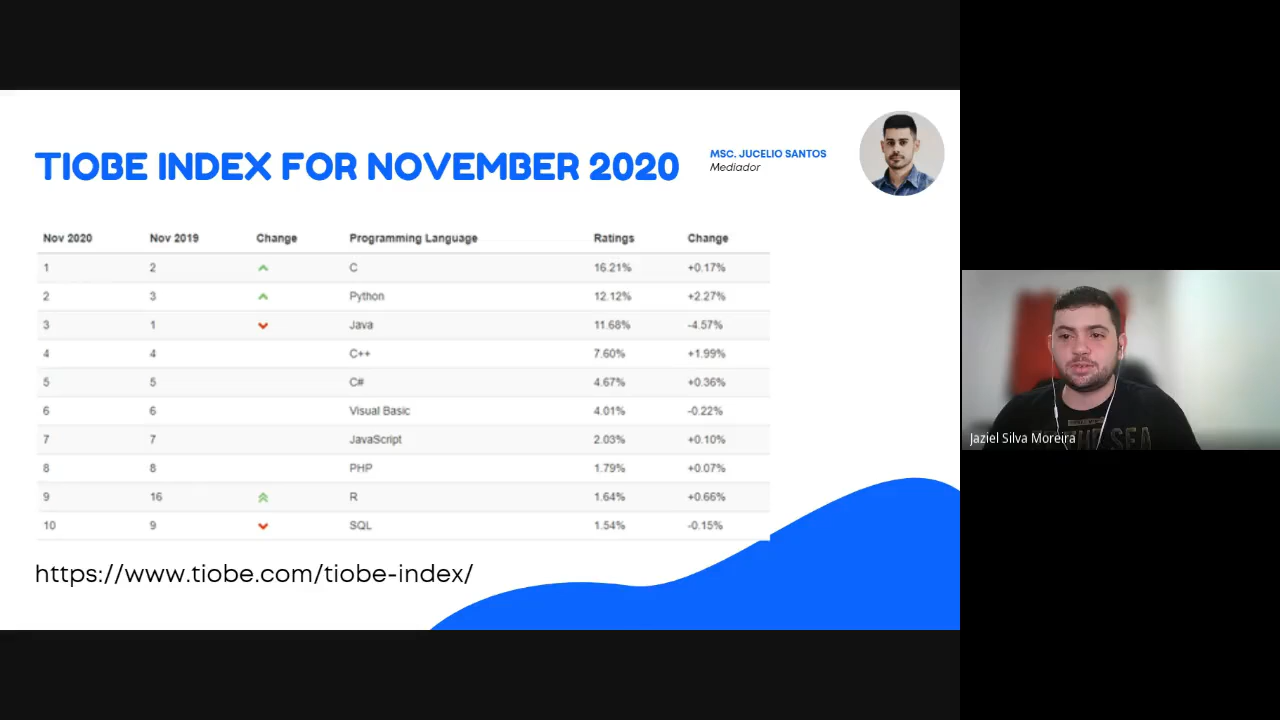 TIOBE INDEX FOR NOVEMBER 2020
MSC. JUCELIO SANTOS
Mediador
Nov 2020 Nov 2019 Change Programming Language Ratings Change
1 2 C 16.21% +0.17%
2 3 Python 12.12% +2.27%
3 1 Java 11.68% -4.57%
4 4 C++ 7.60% +1.99%
5 5 C# 4.67% +0.36%
6 6 Visual Basic 4.01% -0.22%
7 7 JavaScript 2.03% +0.10%
8 8 PHP 1.79% +0.07%
9 16 R 1.64% +0.66%
10 9 SQL 1.54% -0.15%
https://www.tiobe.com/tiobe-index/
Jaziel Silva Moreira
THE SEA